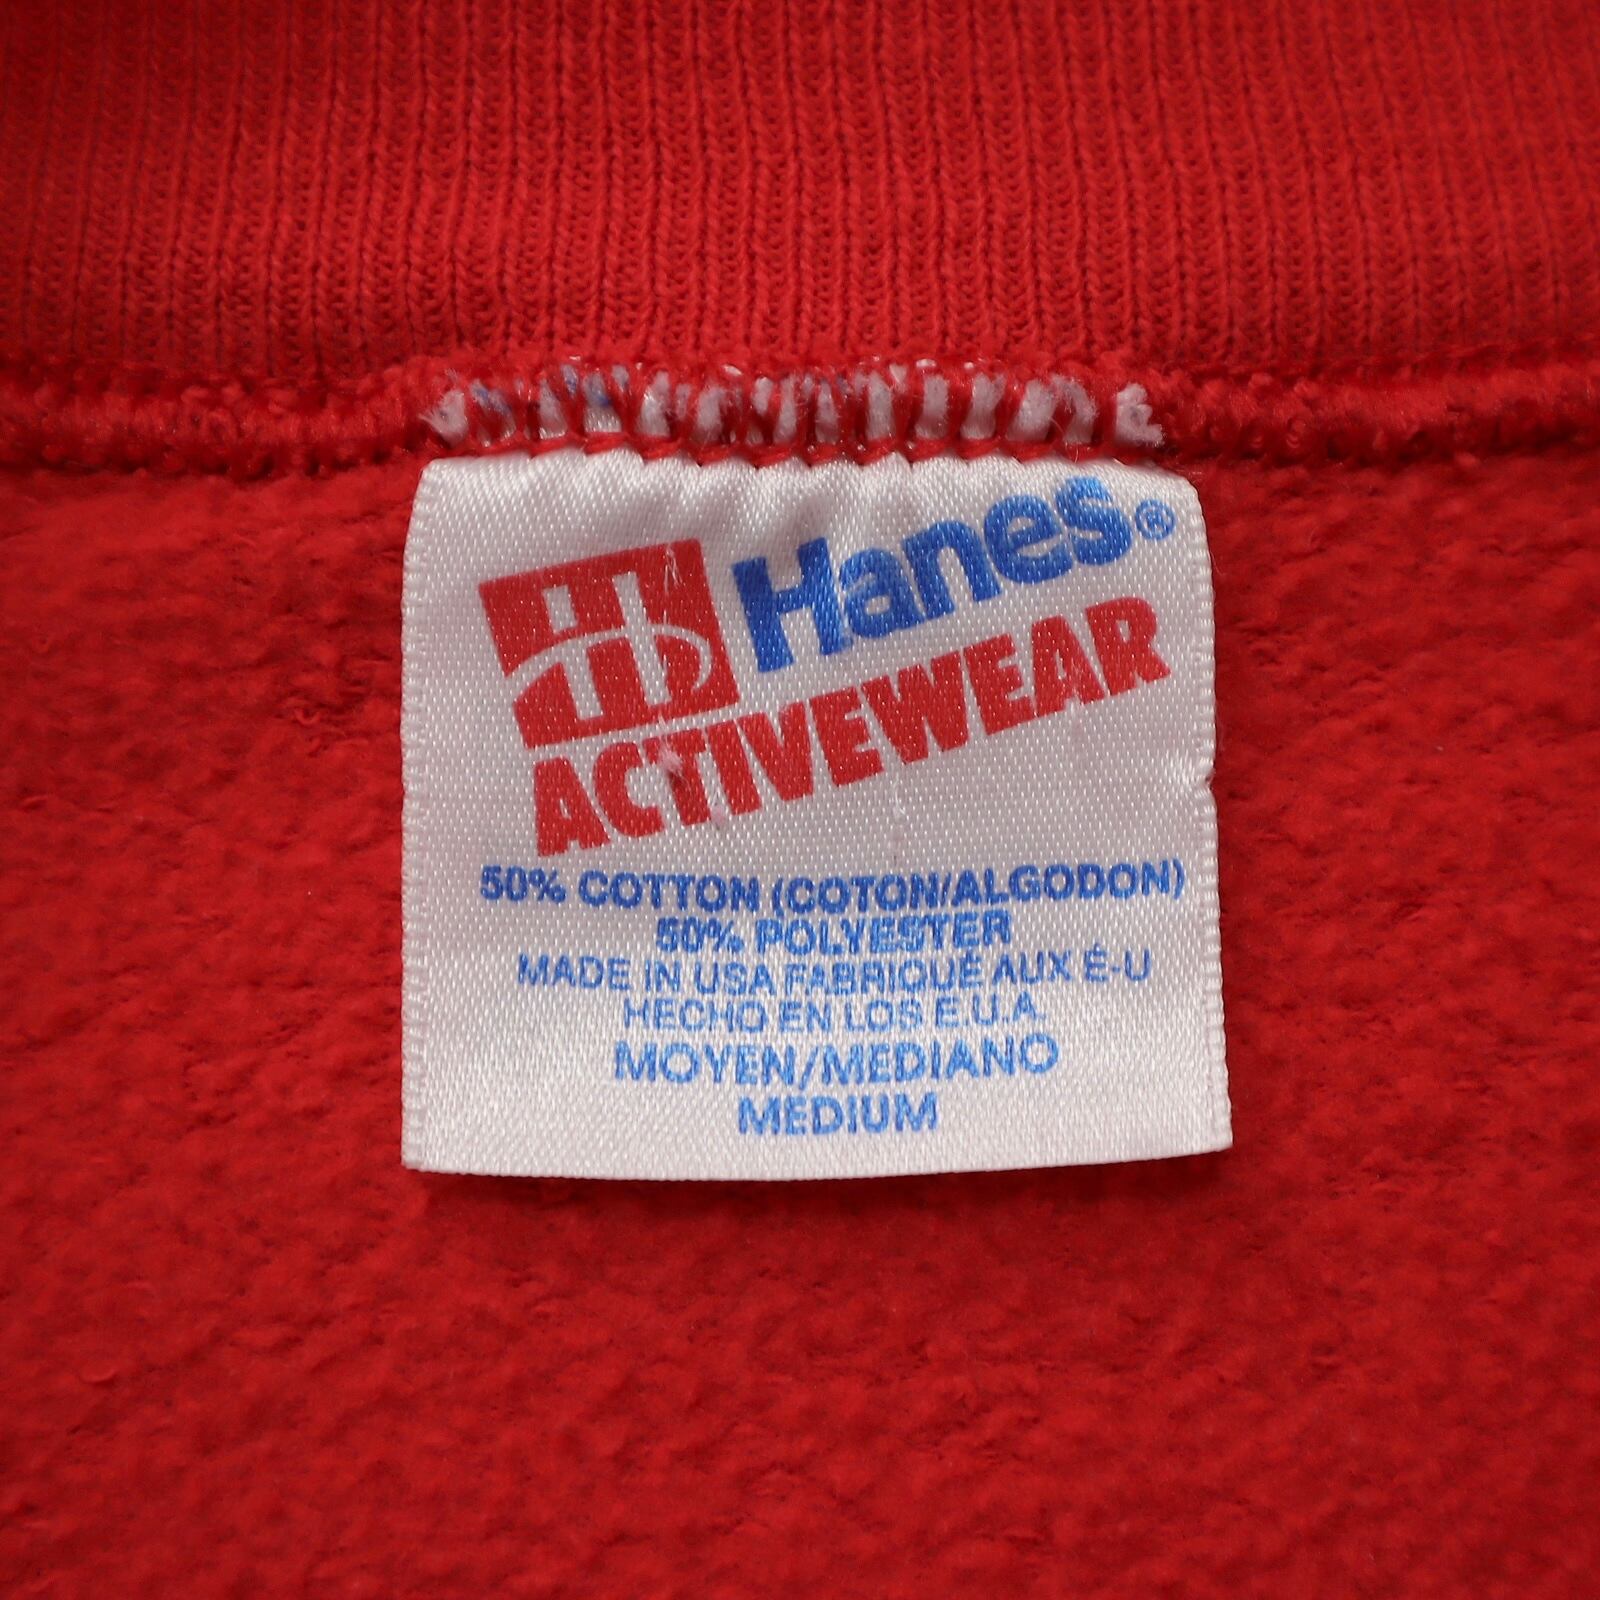 Hanes®
ACTIVEWEAR
50% COTTON (COTON/ALGODON)
50% POLYESTER
MADE IN USA FABRIQUÉ AUX É-U
HECHO EN LOS E.U.A.
MOYEN/MEDIANO
MEDIUM